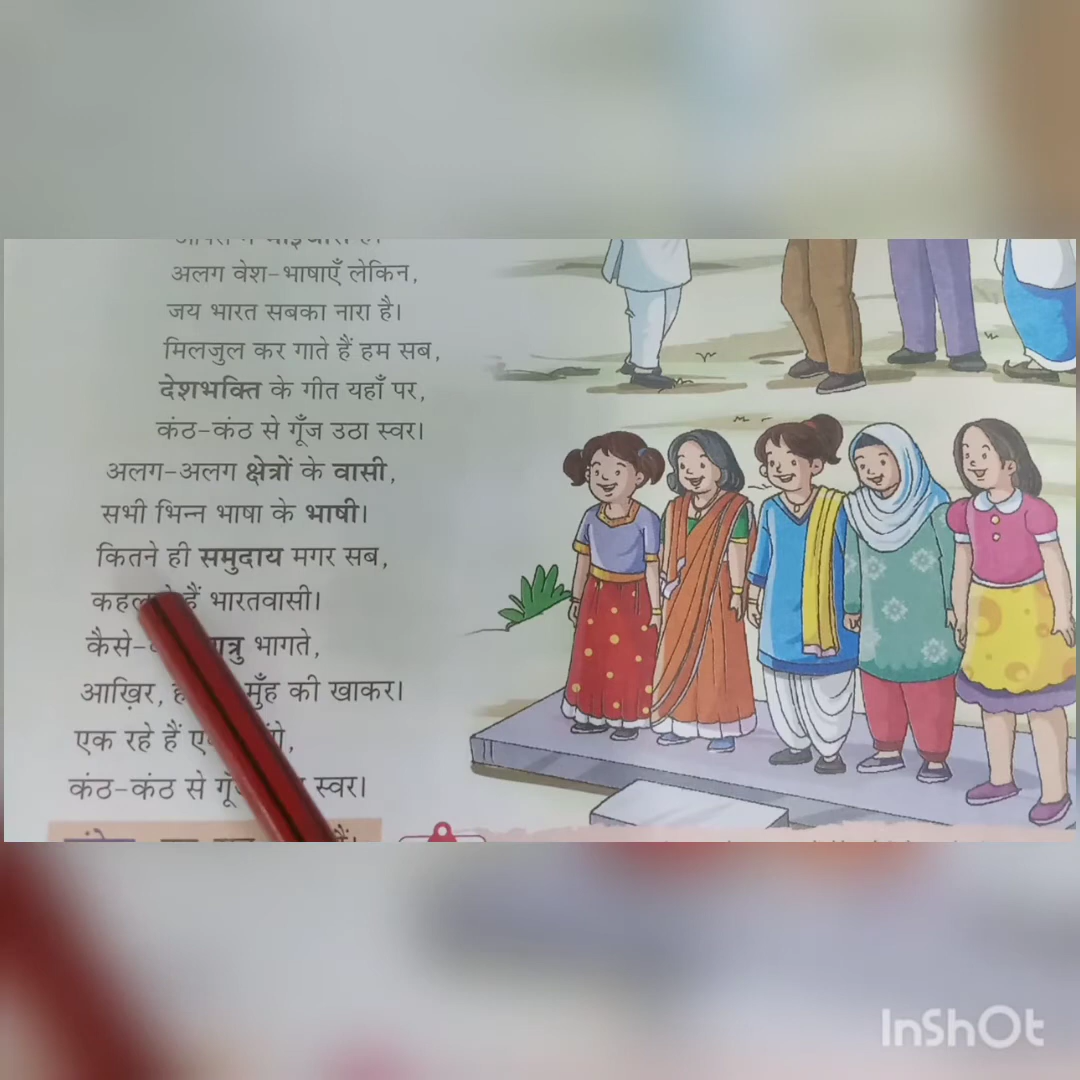 अलग वेश-भाषाएँ लेकिन,
जय भारत सबका नारा है।
मिलजुल कर गाते हैं हम सब,
देशभक्ति के गीत यहाँ पर,
कंठ-कंठ से गूँज उठा स्वर।
अलग-अलग क्षेत्रों के वासी,
सभी भिन्न भाषा के भाषी।
कितने ही समुदाय मगर सब,
हैं भारतवासी।
भागते,
आख़िर, मुँह की खाकर।
एक रहे हैं
कंठ-कंठ से स्वर।
InShOt